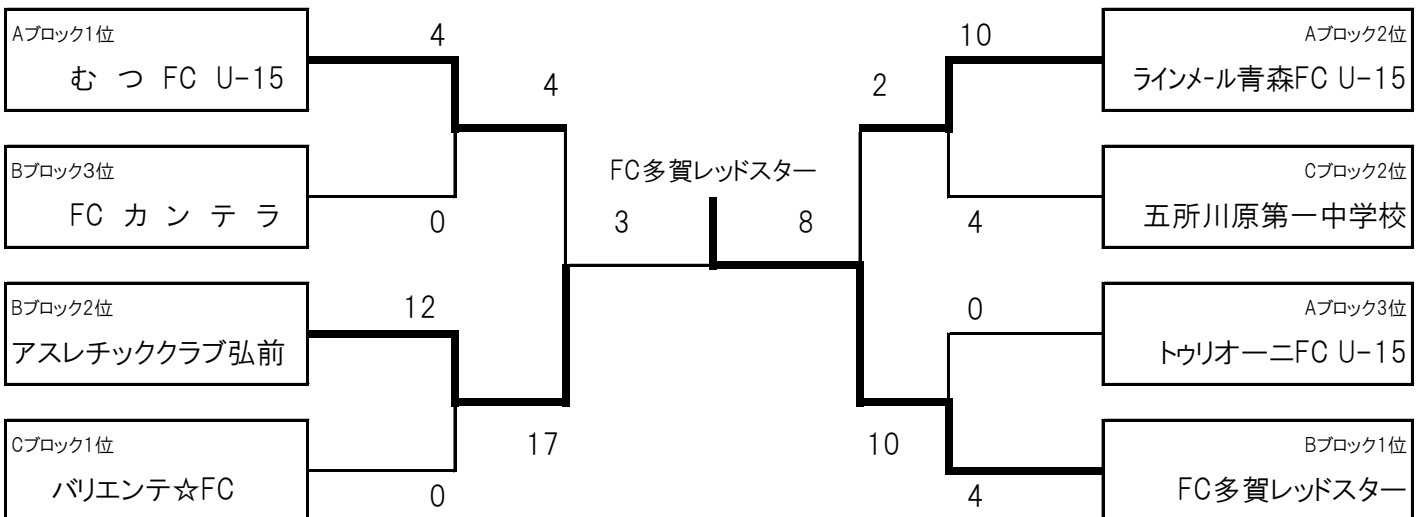 Aブロック1位
む つ FC U-15
4
10
Aブロック2位
ラインメール青森FC U-15
4
2
Bブロック3位
FC カ ン テ ラ
0
FC多賀レッドスター
3
8
4
Cブロック2位
五所川原第一中学校
Bブロック2位
アスレチッククラブ弘前
12
0
Aブロック3位
トゥリオーニFC U-15
Cブロック1位
バリエンテ☆FC
0
17
10
4
Bブロック1位
FC多賀レッドスター